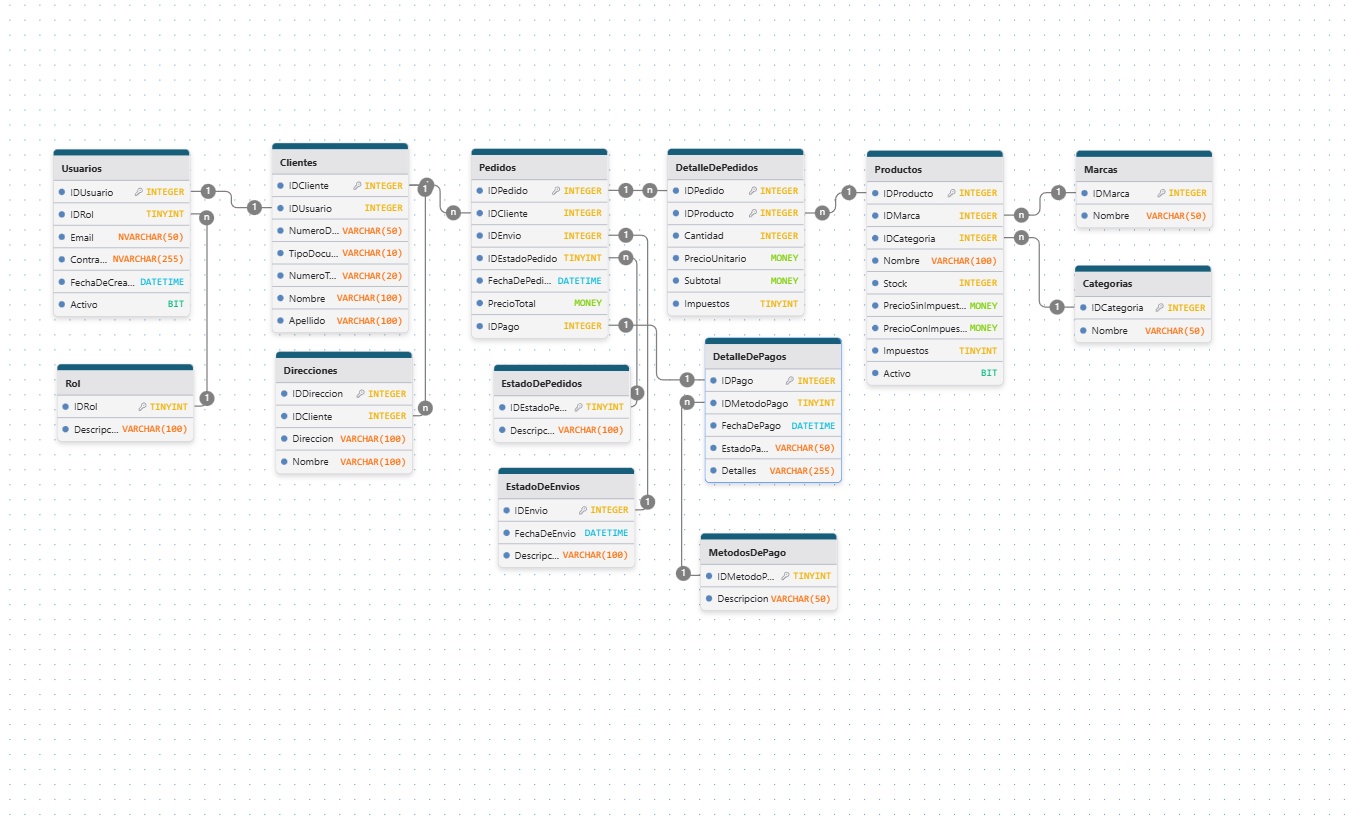 Usuarios
IDUsuario INTEGER
IDRol TINYINT
Email NVARCHAR(50)
Contra... NVARCHAR(255)
FechaDeCrea... DATETIME
Activo BIT
Rol
IDRol TINYINT
Descripc... VARCHAR(100)
Clientes
IDCliente INTEGER
IDUsuario INTEGER
NumeroD... VARCHAR(50)
TipoDocu... VARCHAR(10)
NumeroT... VARCHAR(20)
Nombre VARCHAR(100)
Apellido VARCHAR(100)
Direcciones
IDDireccion INTEGER
IDCliente INTEGER
Direccion VARCHAR(100)
Nombre VARCHAR(100)
Pedidos
IDPedido INTEGER
IDCliente INTEGER
IDEnvio INTEGER
IDEstadoPedido TINYINT
FechaDePedi... DATETIME
PrecioTotal MONEY
IDPago INTEGER
EstadoDePedidos
IDEstadoPe... TINYINT
Descripc... VARCHAR(100)
EstadoDeEnvios
IDEnvio INTEGER
FechaDeEnvio DATETIME
Descripc... VARCHAR(100)
DetalleDePedidos
IDPedido INTEGER
IDProducto INTEGER
Cantidad INTEGER
PrecioUnitario MONEY
Subtotal MONEY
Impuestos TINYINT
DetalleDePagos
IDPago INTEGER
IDMetodoPago TINYINT
FechaDePago DATETIME
EstadoPa... VARCHAR(50)
Detalles VARCHAR(255)
MetodosDePago
IDMetodoP... TINYINT
Descripcion VARCHAR(50)
Productos
IDProducto INTEGER
IDMarca INTEGER
IDCategoria INTEGER
Nombre VARCHAR(100)
Stock INTEGER
PrecioSinImpuest... MONEY
PrecioConImpues... MONEY
Impuestos TINYINT
Activo BIT
Marcas
IDMarca INTEGER
Nombre VARCHAR(50)
Categorias
IDCategoria INTEGER
Nombre VARCHAR(50)
1 1
n
1
1 n
n
1 n
1
n
1
1
1
1
n
1
n 1
n 1
n
1